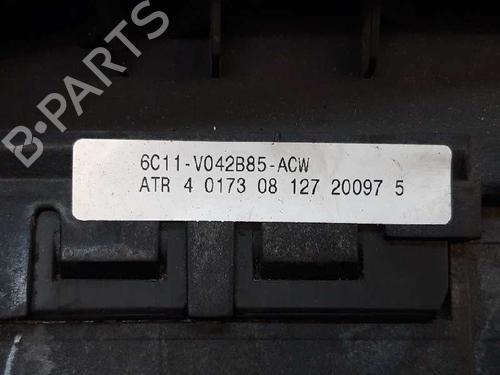 6C11-V042B85-ACW
ATR 4 0173 08 127 20097 5
B-PARTS